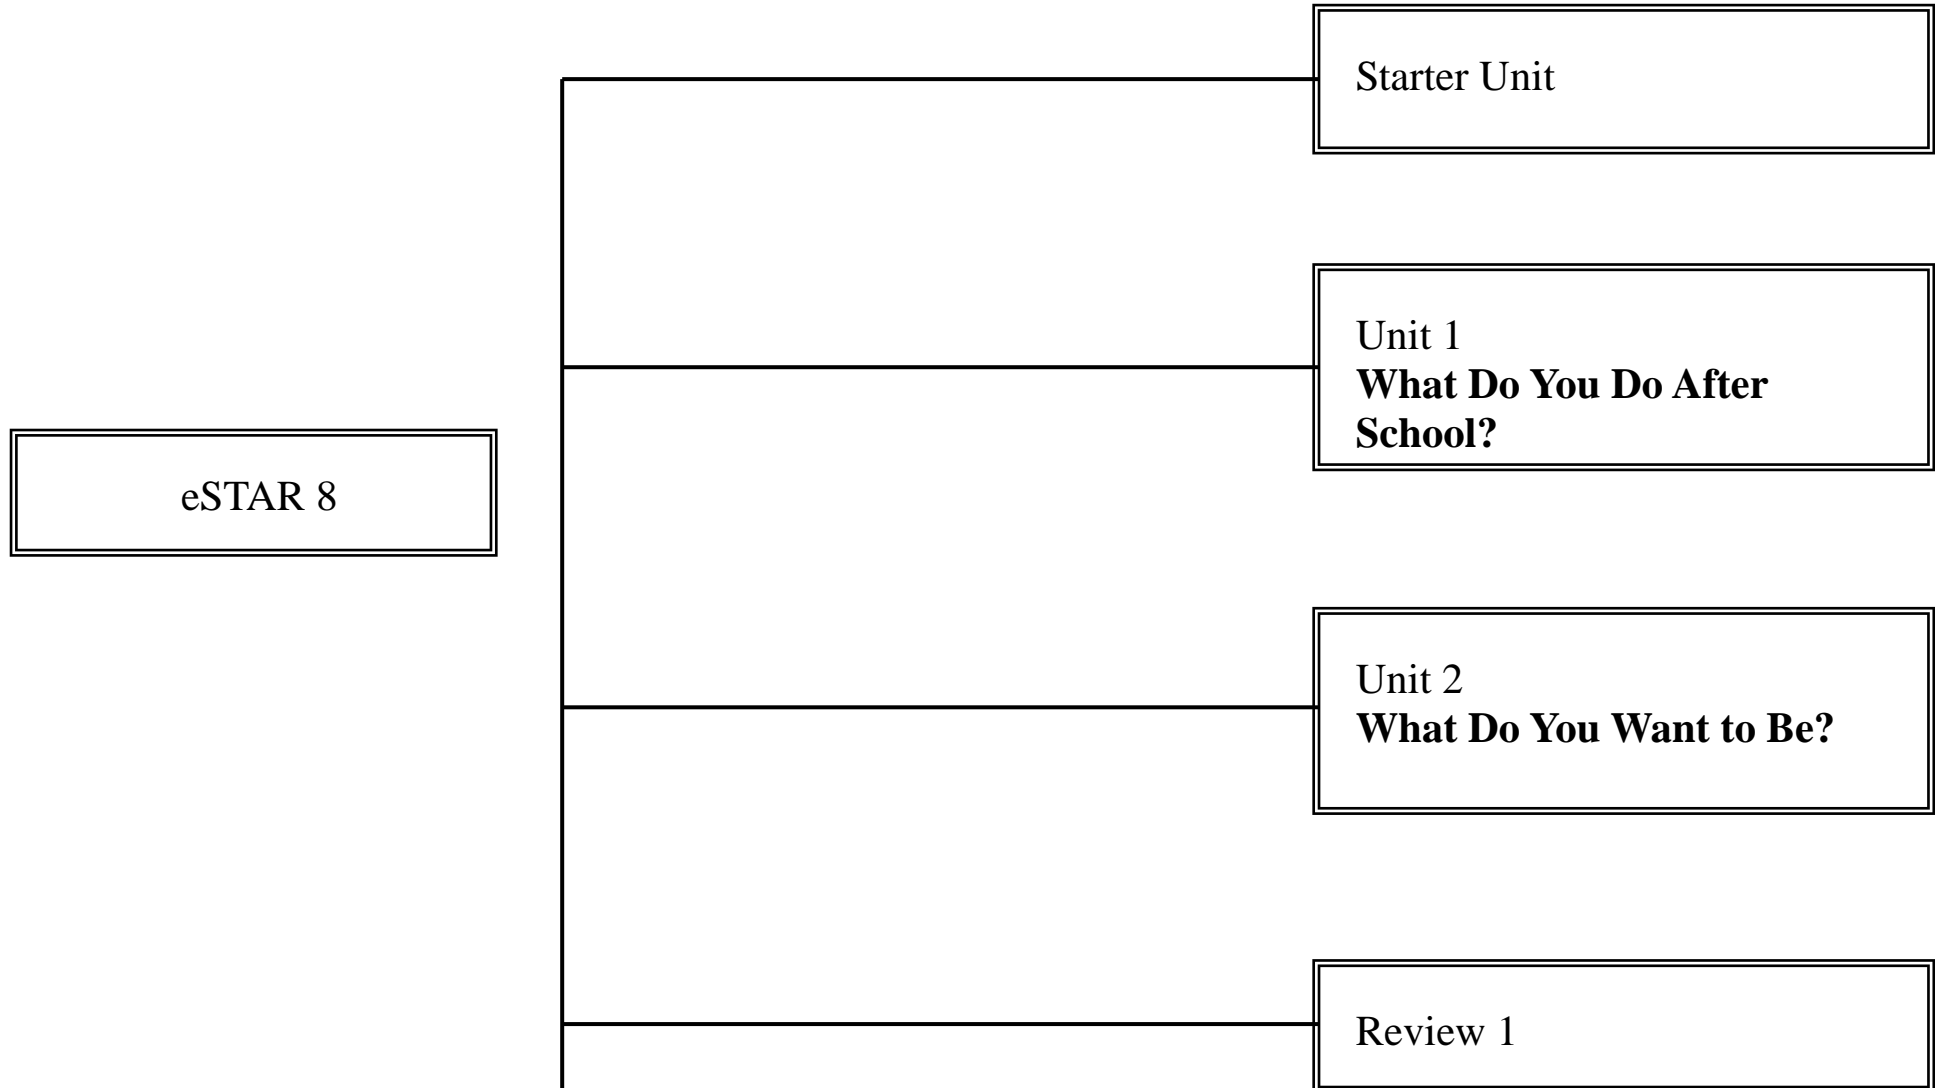 Starter Unit
Unit 1
What Do You Do After
School?
eSTAR 8
Unit 2
What Do You Want to Be?
Review 1